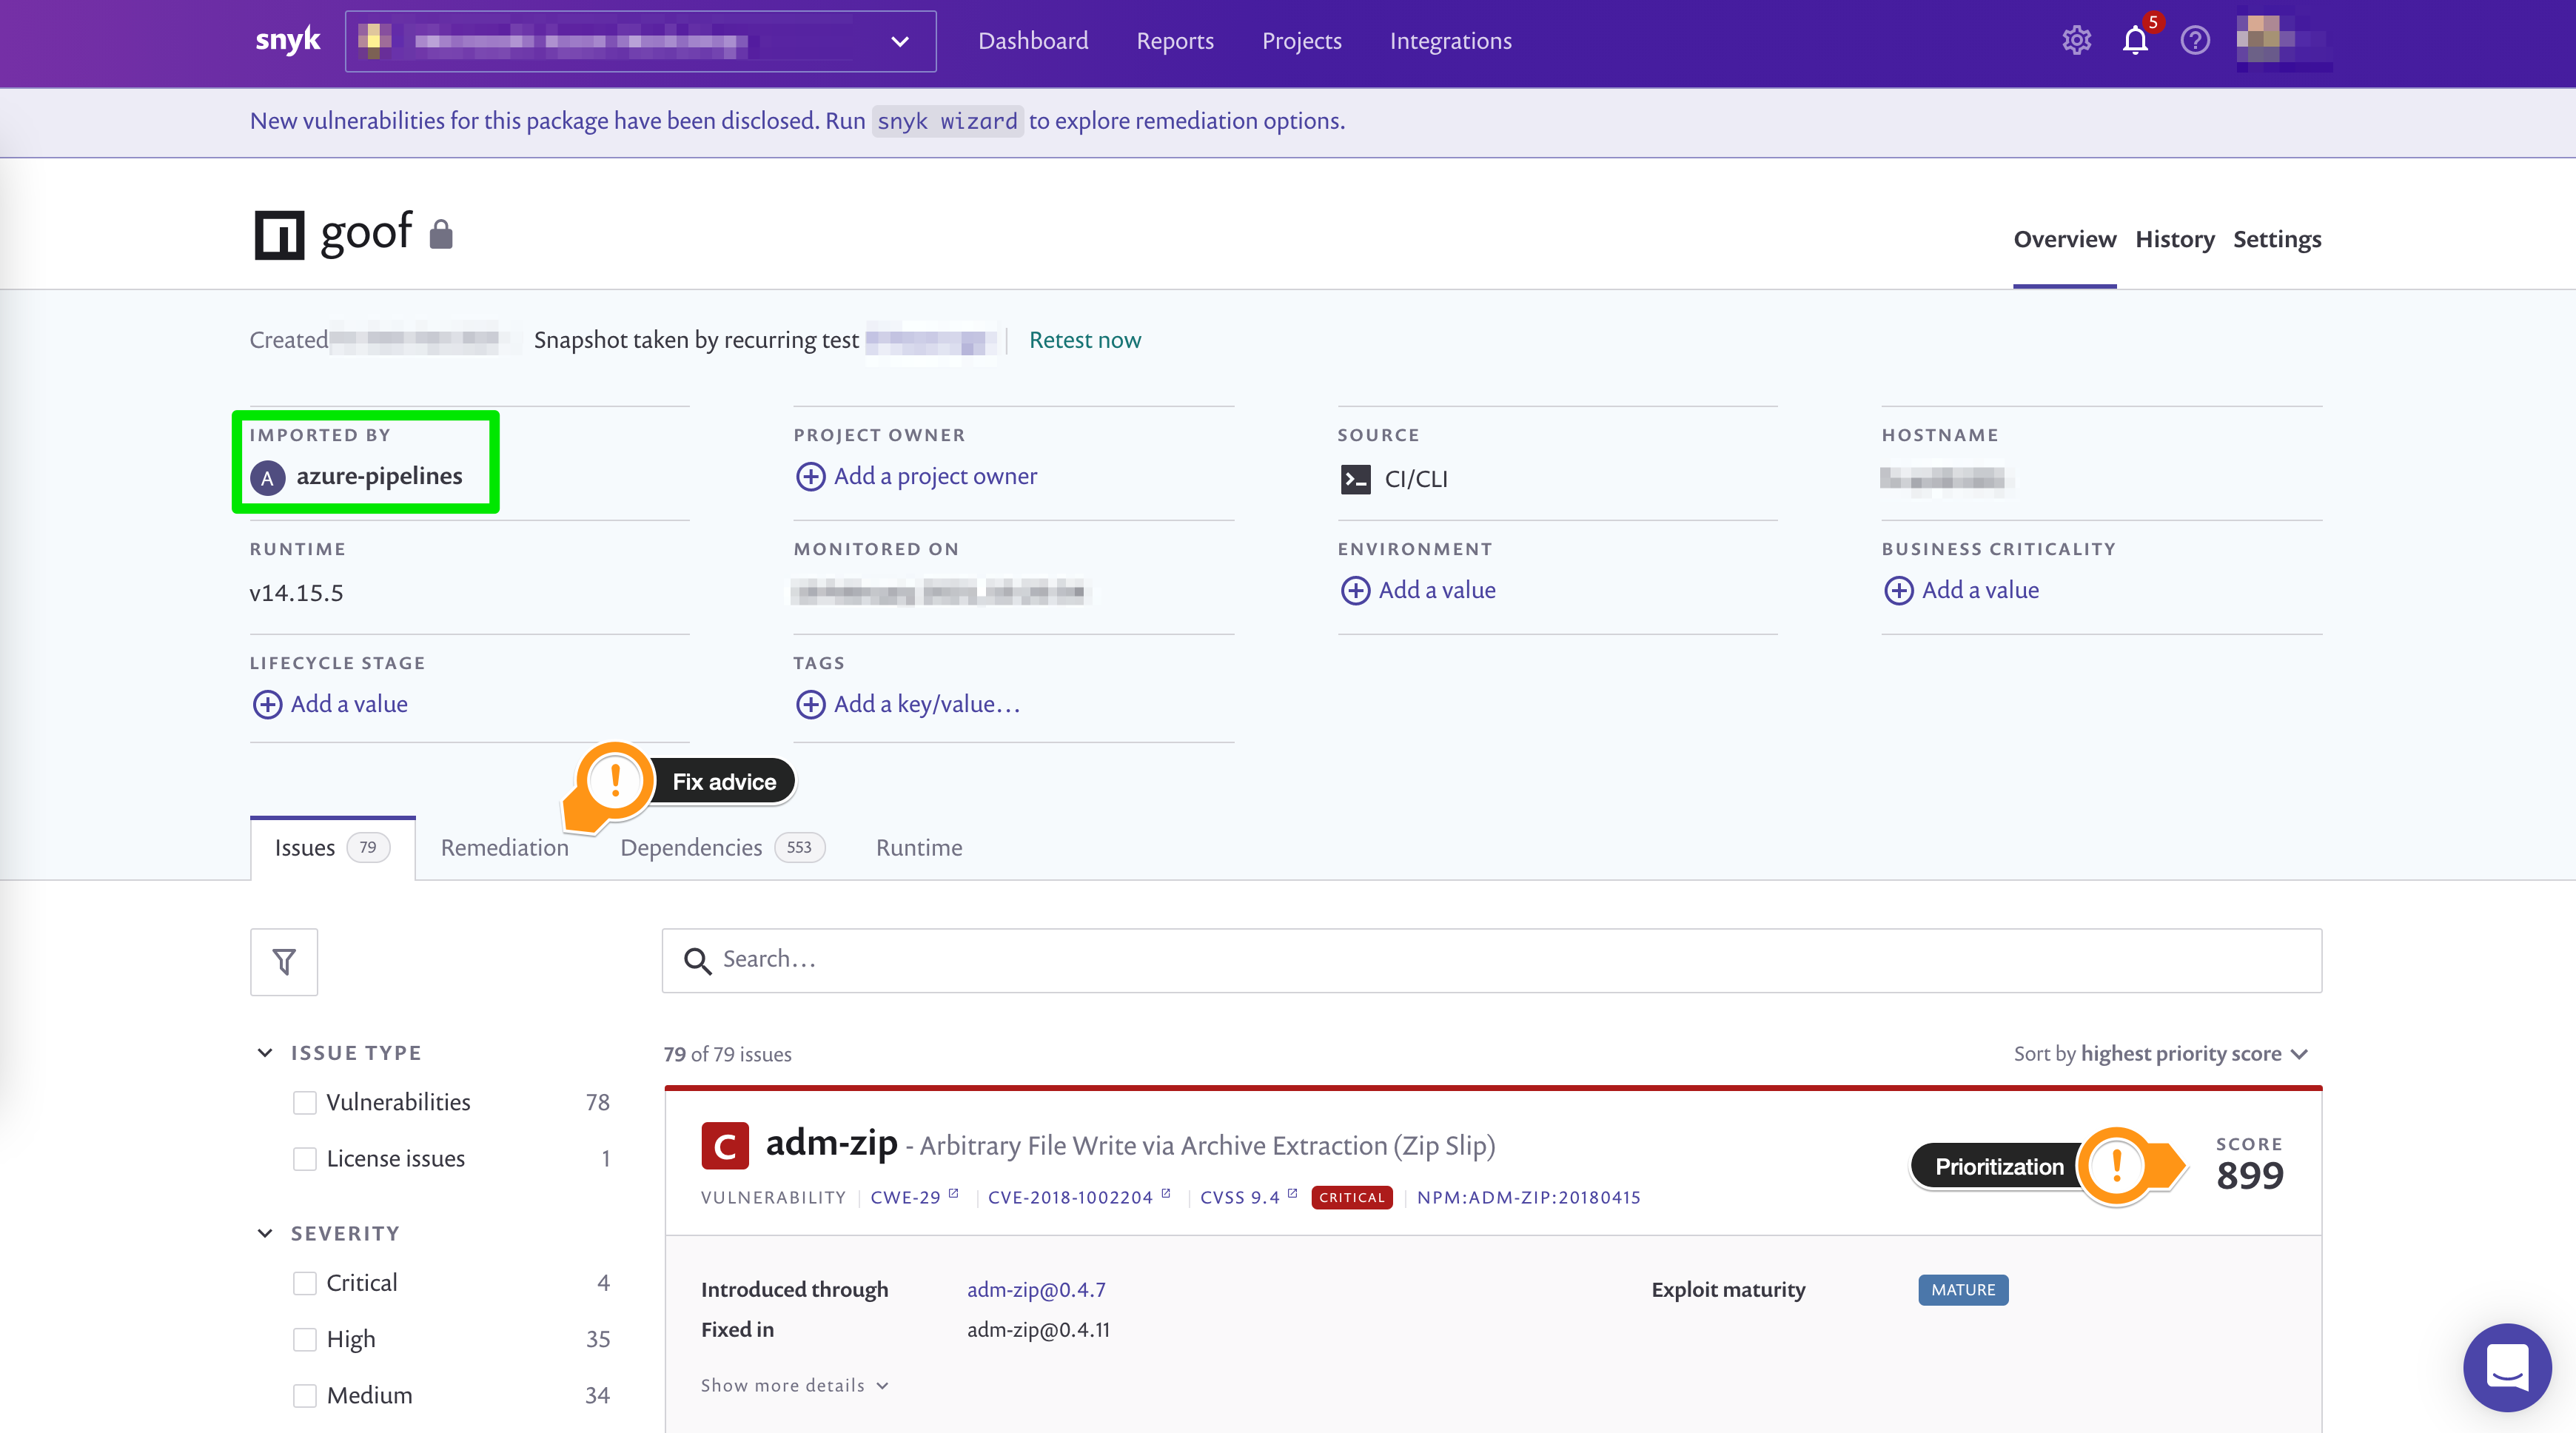 snyk
Dashboard Reports Projects Integrations
5
New vulnerabilities for this package have been disclosed. Run snyk wizard to explore remediation options.
goof
Overview History Settings
Created Snapshot taken by recurring test Retest now
IMPORTED BY
A azure-pipelines
PROJECT OWNER
Add a project owner
SOURCE
CI/CLI
HOSTNAME
RUNTIME
v14.15.5
MONITORED ON
ENVIRONMENT
Add a value
BUSINESS CRITICALITY
Add a value
LIFECYCLE STAGE
Add a value
TAGS
Add a key/value…
! Fix advice
Issues 79 Remediation Dependencies 553 Runtime
Search…
ISSUE TYPE
Vulnerabilities 78
License issues 1
SEVERITY
Critical 4
High 35
Medium 34
79 of 79 issues
Sort by highest priority score
C adm-zip - Arbitrary File Write via Archive Extraction (Zip Slip)
VULNERABILITY CWE-29 CVE-2018-1002204 CVSS 9.4 CRITICAL NPM:ADM-ZIP:20180415
Prioritization !
SCORE
899
Introduced through adm-zip@0.4.7
Exploit maturity MATURE
Fixed in adm-zip@0.4.11
Show more details